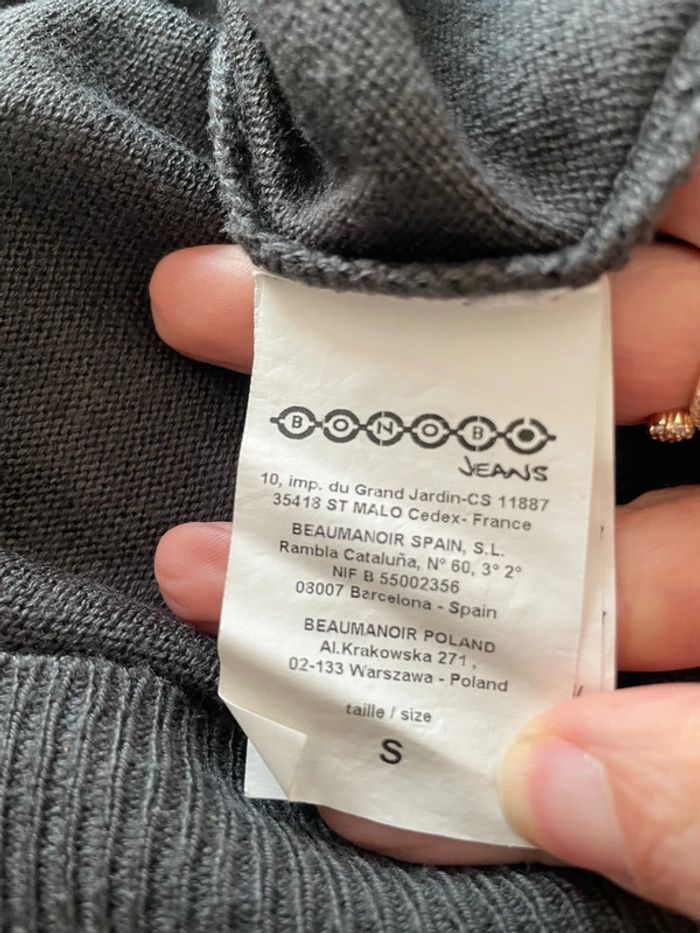 BONOBO
JEANS
10, imp. du Grand Jardin-CS 11887
35418 ST MALO Cedex- France
BEAUMANOIR SPAIN, S.L.
Rambla Cataluña, N° 60, 3° 2°
NIF B 55002356
08007 Barcelona - Spain
BEAUMANOIR POLAND
Al.Krakowska 271 ,
02-133 Warszawa - Poland
taille / size
S